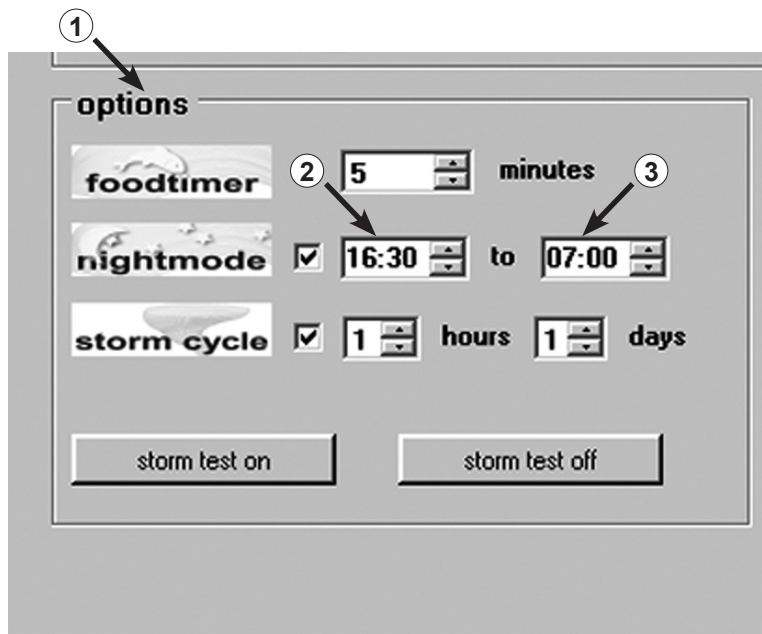 1
options
foodtimer 5 minutes
2
3
nightmode 16:30 to 07:00
storm cycle 1 hours 1 days
storm test on storm test off